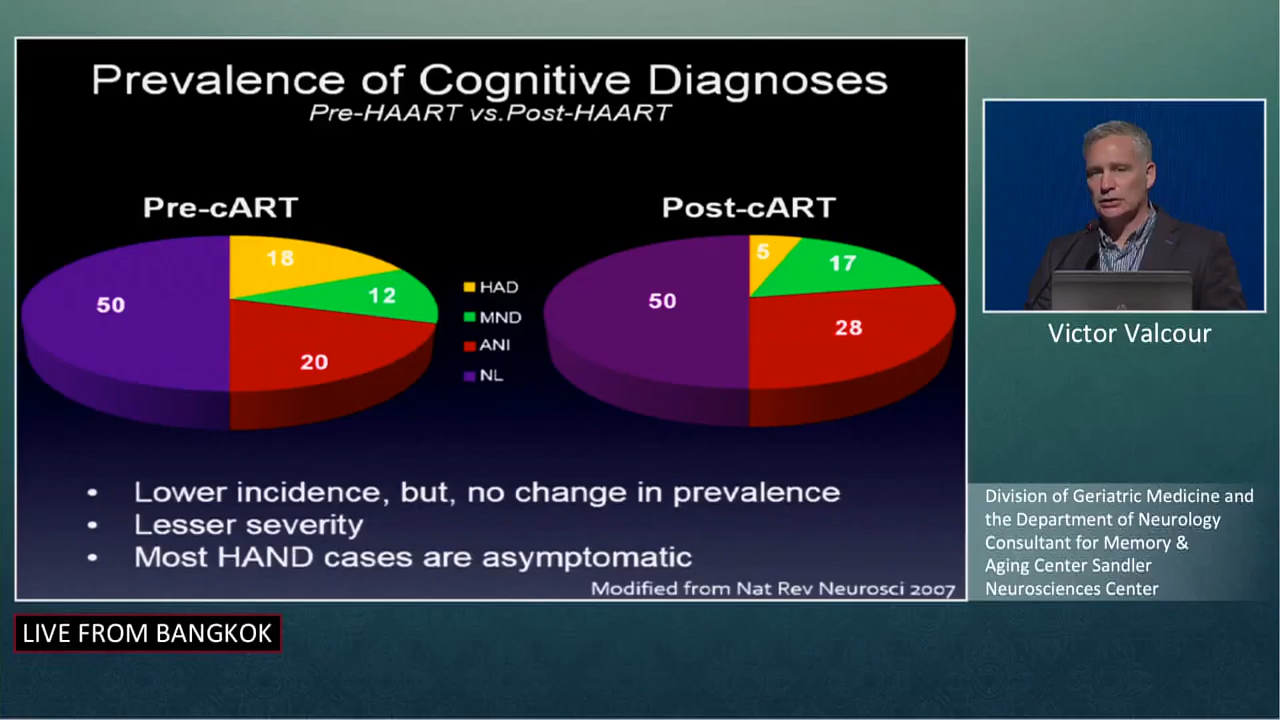 Prevalence of Cognitive Diagnoses
Pre-HAART vs.Post-HAART
Pre-cART
18
12
20
50
HAD
MND
ANI
NL
Post-cART
5
17
28
50
• Lower incidence, but, no change in prevalence
• Lesser severity
• Most HAND cases are asymptomatic
Modified from Nat Rev Neurosci 2007
Victor Valcour
Division of Geriatric Medicine and
the Department of Neurology
Consultant for Memory &
Aging Center Sandler
Neurosciences Center
LIVE FROM BANGKOK